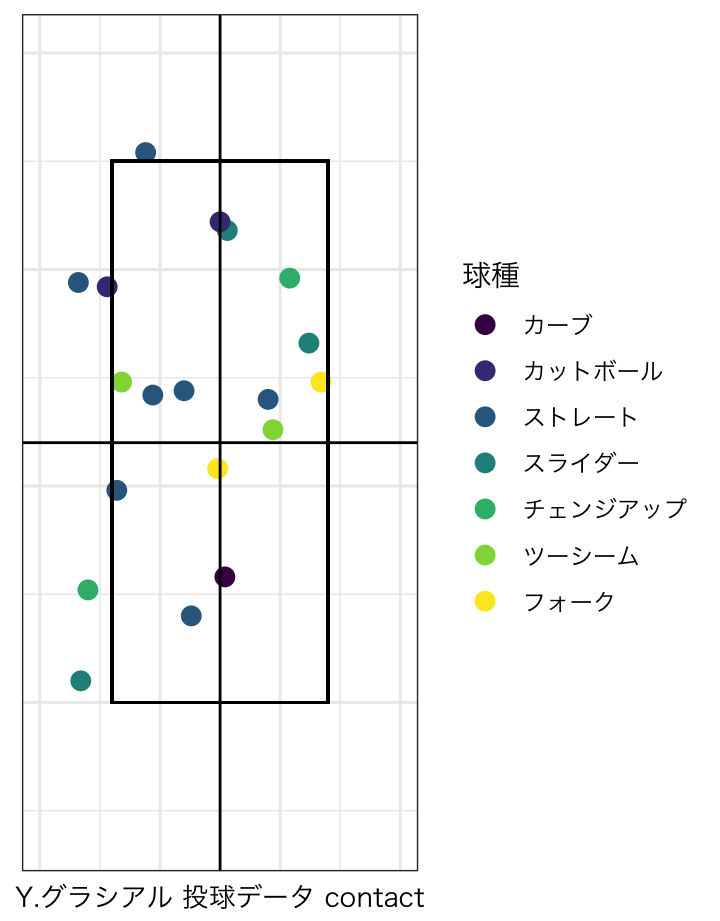 球種
カーブ
カットボール
ストレート
スライダー
チェンジアップ
ツーシーム
フォーク
Y.グラシアル 投球データ contact